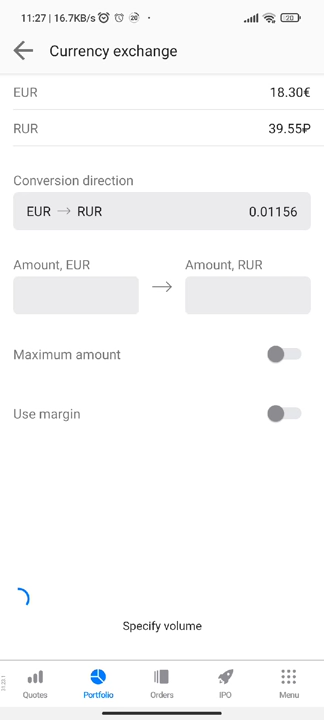 11:27 | 16.7KB/s
20
Currency exchange
EUR 18.30€
RUR 39.55₽
Conversion direction
EUR → RUR 0.01156
Amount, EUR Amount, RUR
→
Maximum amount
Use margin
Specify volume
Quotes Portfolio Orders IPO Menu